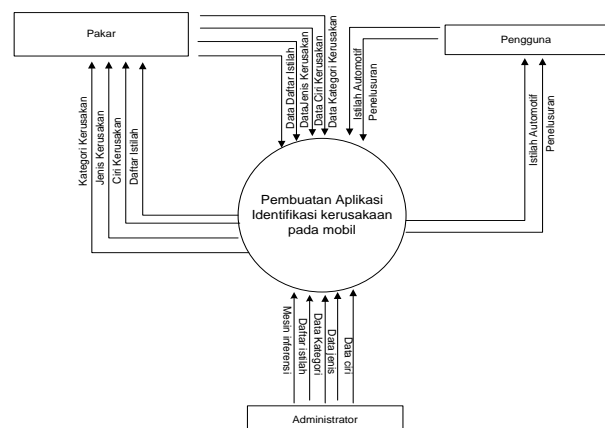 Pakar
Pengguna
Data Daftar Istilah
DataJenis Kerusakan
Data Ciri Kerusakan
Data Kategori Kerusakan
Istilah Automotif
Penelusuran
Kategori Kerusakan
Jenis Kerusakan
Ciri Kerusakan
Daftar Istilah
Istilah Automotif
Penelusuran
Pembuatan Aplikasi
Identifikasi kerusakaan
pada mobil
Mesin inferensi
Daftar istilah
Data Kategori
Data jenis
Data ciri
Administrator